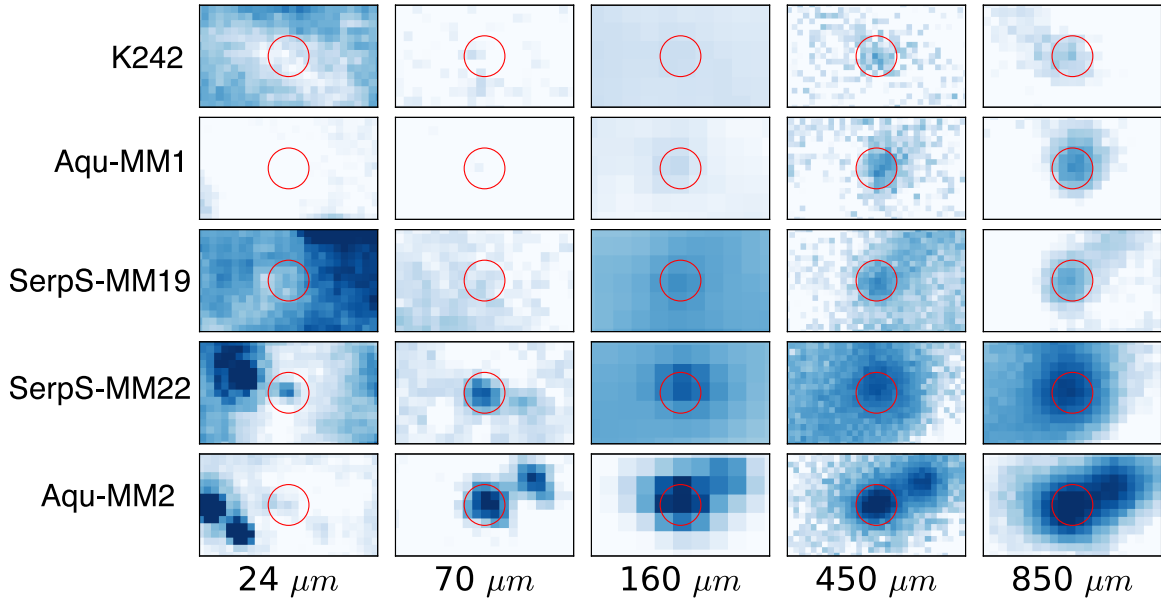 K242
Aqu-MM1
SerpS-MM19
SerpS-MM22
Aqu-MM2
24 μm 70 μm 160 μm 450 μm 850 μm